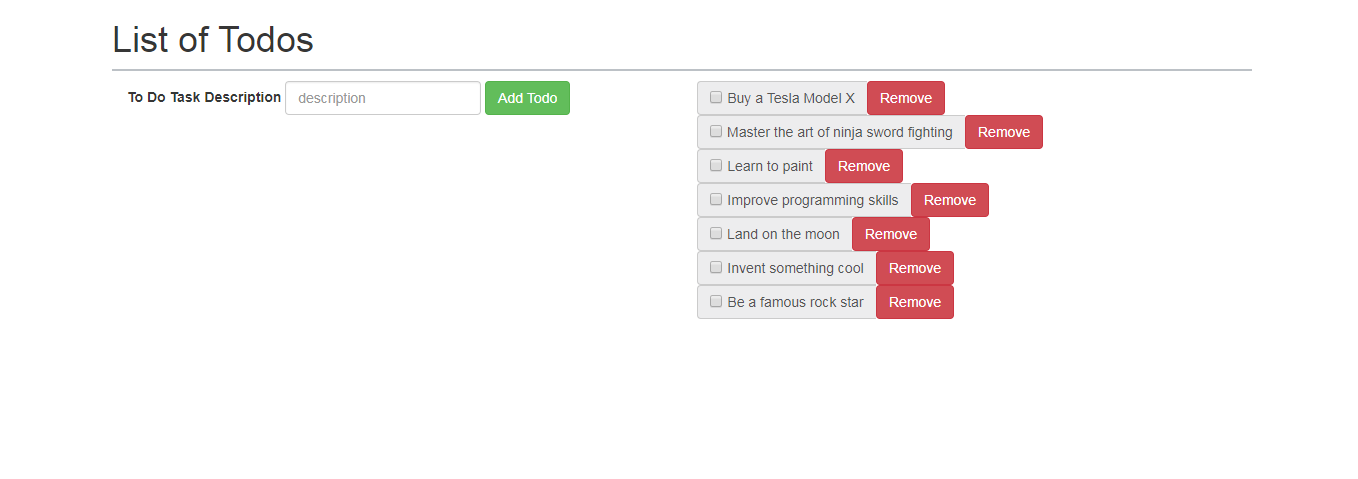 List of Todos
To Do Task Description description Add Todo
Buy a Tesla Model X Remove
Master the art of ninja sword fighting Remove
Learn to paint Remove
Improve programming skills Remove
Land on the moon Remove
Invent something cool Remove
Be a famous rock star Remove